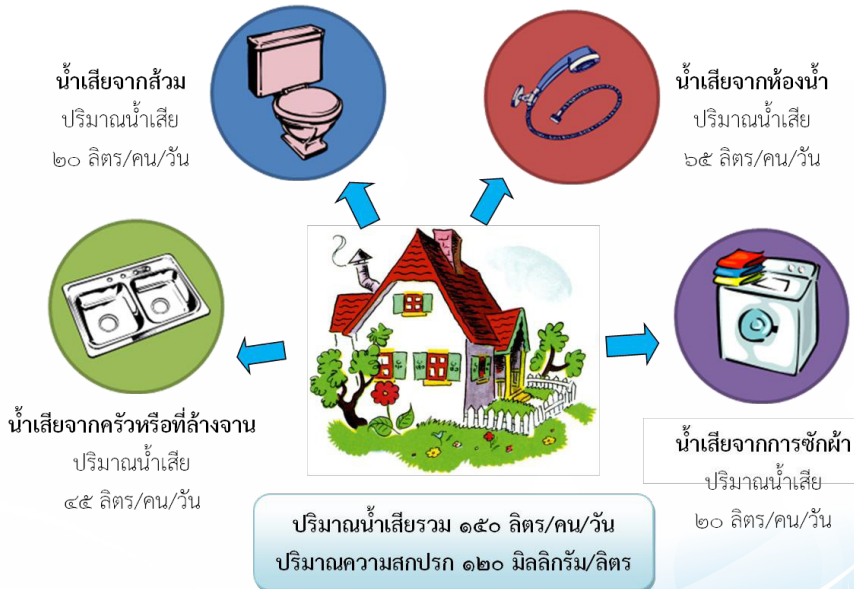 น้ำเสียจากส้วม
ปริมาณน้ำเสีย
๒๐ ลิตร/คน/วัน
น้ำเสียจากห้องน้ำ
ปริมาณน้ำเสีย
๖๕ ลิตร/คน/วัน
น้ำเสียจากครัวหรือที่ล้างจาน
ปริมาณน้ำเสีย
๔๕ ลิตร/คน/วัน
น้ำเสียจากการซักผ้า
ปริมาณน้ำเสีย
๒๐ ลิตร/คน/วัน
ปริมาณน้ำเสียรวม ๑๕๐ ลิตร/คน/วัน
ปริมาณความสกปรก ๑๒๐ มิลลิกรัม/ลิตร